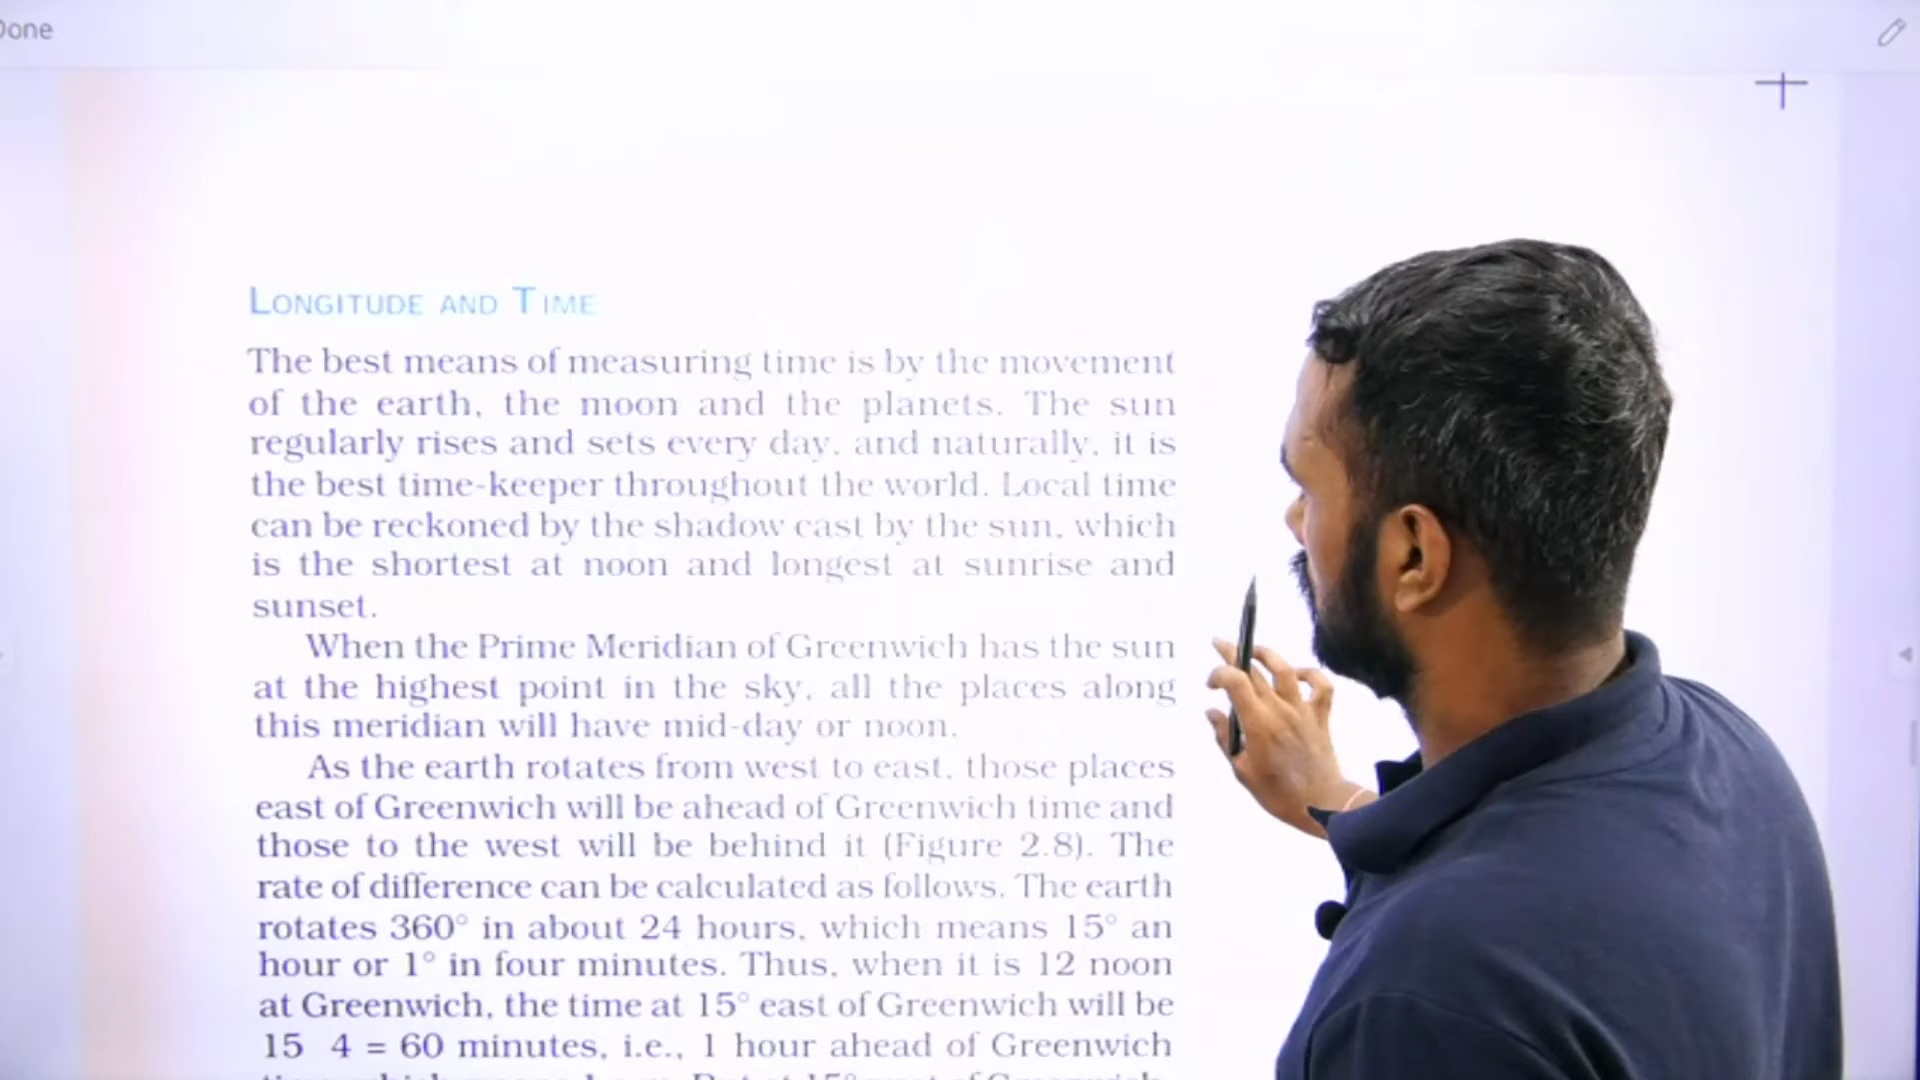 Done
LONGITUDE AND TIME
The best means of measuring time is by the movement
of the earth, the moon and the planets. The sun
regularly rises and sets every day, and naturally, it is
the best time-keeper throughout the world. Local time
can be reckoned by the shadow cast by the sun, which
is the shortest at noon and longest at sunrise and
sunset.
When the Prime Meridian of Greenwich has the sun
at the highest point in the sky, all the places along
this meridian will have mid-day or noon.
As the earth rotates from west to east, those places
east of Greenwich will be ahead of Greenwich time and
those to the west will be behind it (Figure 2.8). The
rate of difference can be calculated as follows. The earth
rotates 360° in about 24 hours, which means 15° an
hour or 1° in four minutes. Thus, when it is 12 noon
at Greenwich, the time at 15° east of Greenwich will be
15 4 = 60 minutes, i.e., 1 hour ahead of Greenwich